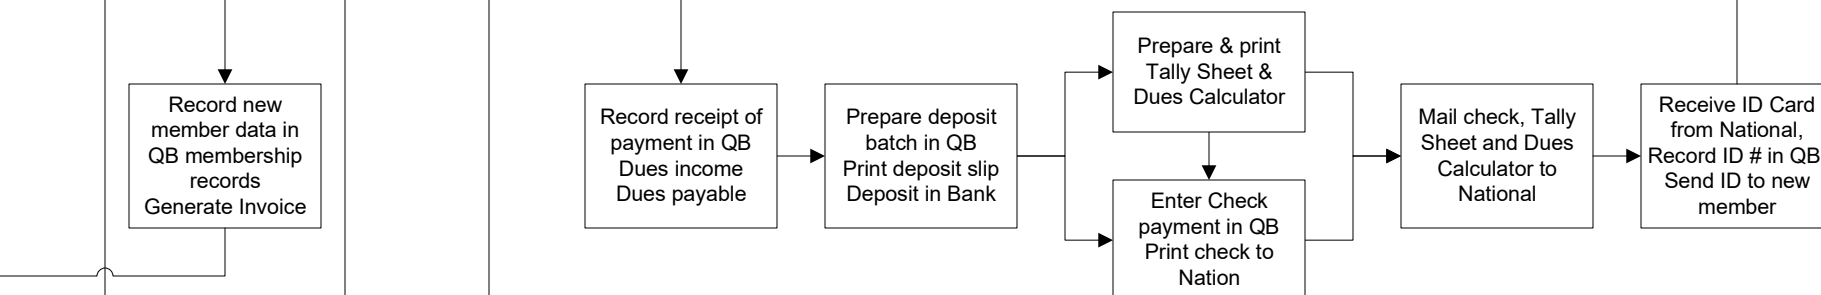 Record new
member data in
QB membership
records
Generate Invoice
Record receipt of
payment in QB
Dues income
Dues payable
Prepare deposit
batch in QB
Print deposit slip
Deposit in Bank
Prepare & print
Tally Sheet &
Dues Calculator
Enter Check
payment in QB
Print check to
Nation
Mail check, Tally
Sheet and Dues
Calculator to
National
Receive ID Card
from National,
Record ID # in QB
Send ID to new
member